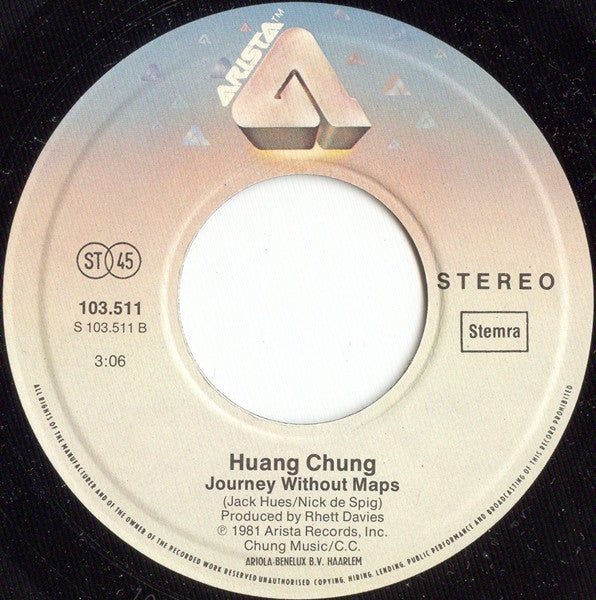 ARISTA™
ST 45
STEREO
103.511
S 103.511 B
Stemra
3:06
Huang Chung
Journey Without Maps
(Jack Hues/Nick de Spig)
Produced by Rhett Davies
℗ 1981 Arista Records, Inc.
Chung Music/C.C.
ARIOLA-BENELUX B.V. HAARLEM
ALL RIGHTS OF THE MANUFACTURER AND OF THE OWNER OF THE RECORDED WORK RESERVED UNAUTHORISED COPYING, HIRING, LENDING, PUBLIC PERFORMANCE AND BROADCASTING OF THIS RECORD PROHIBITED